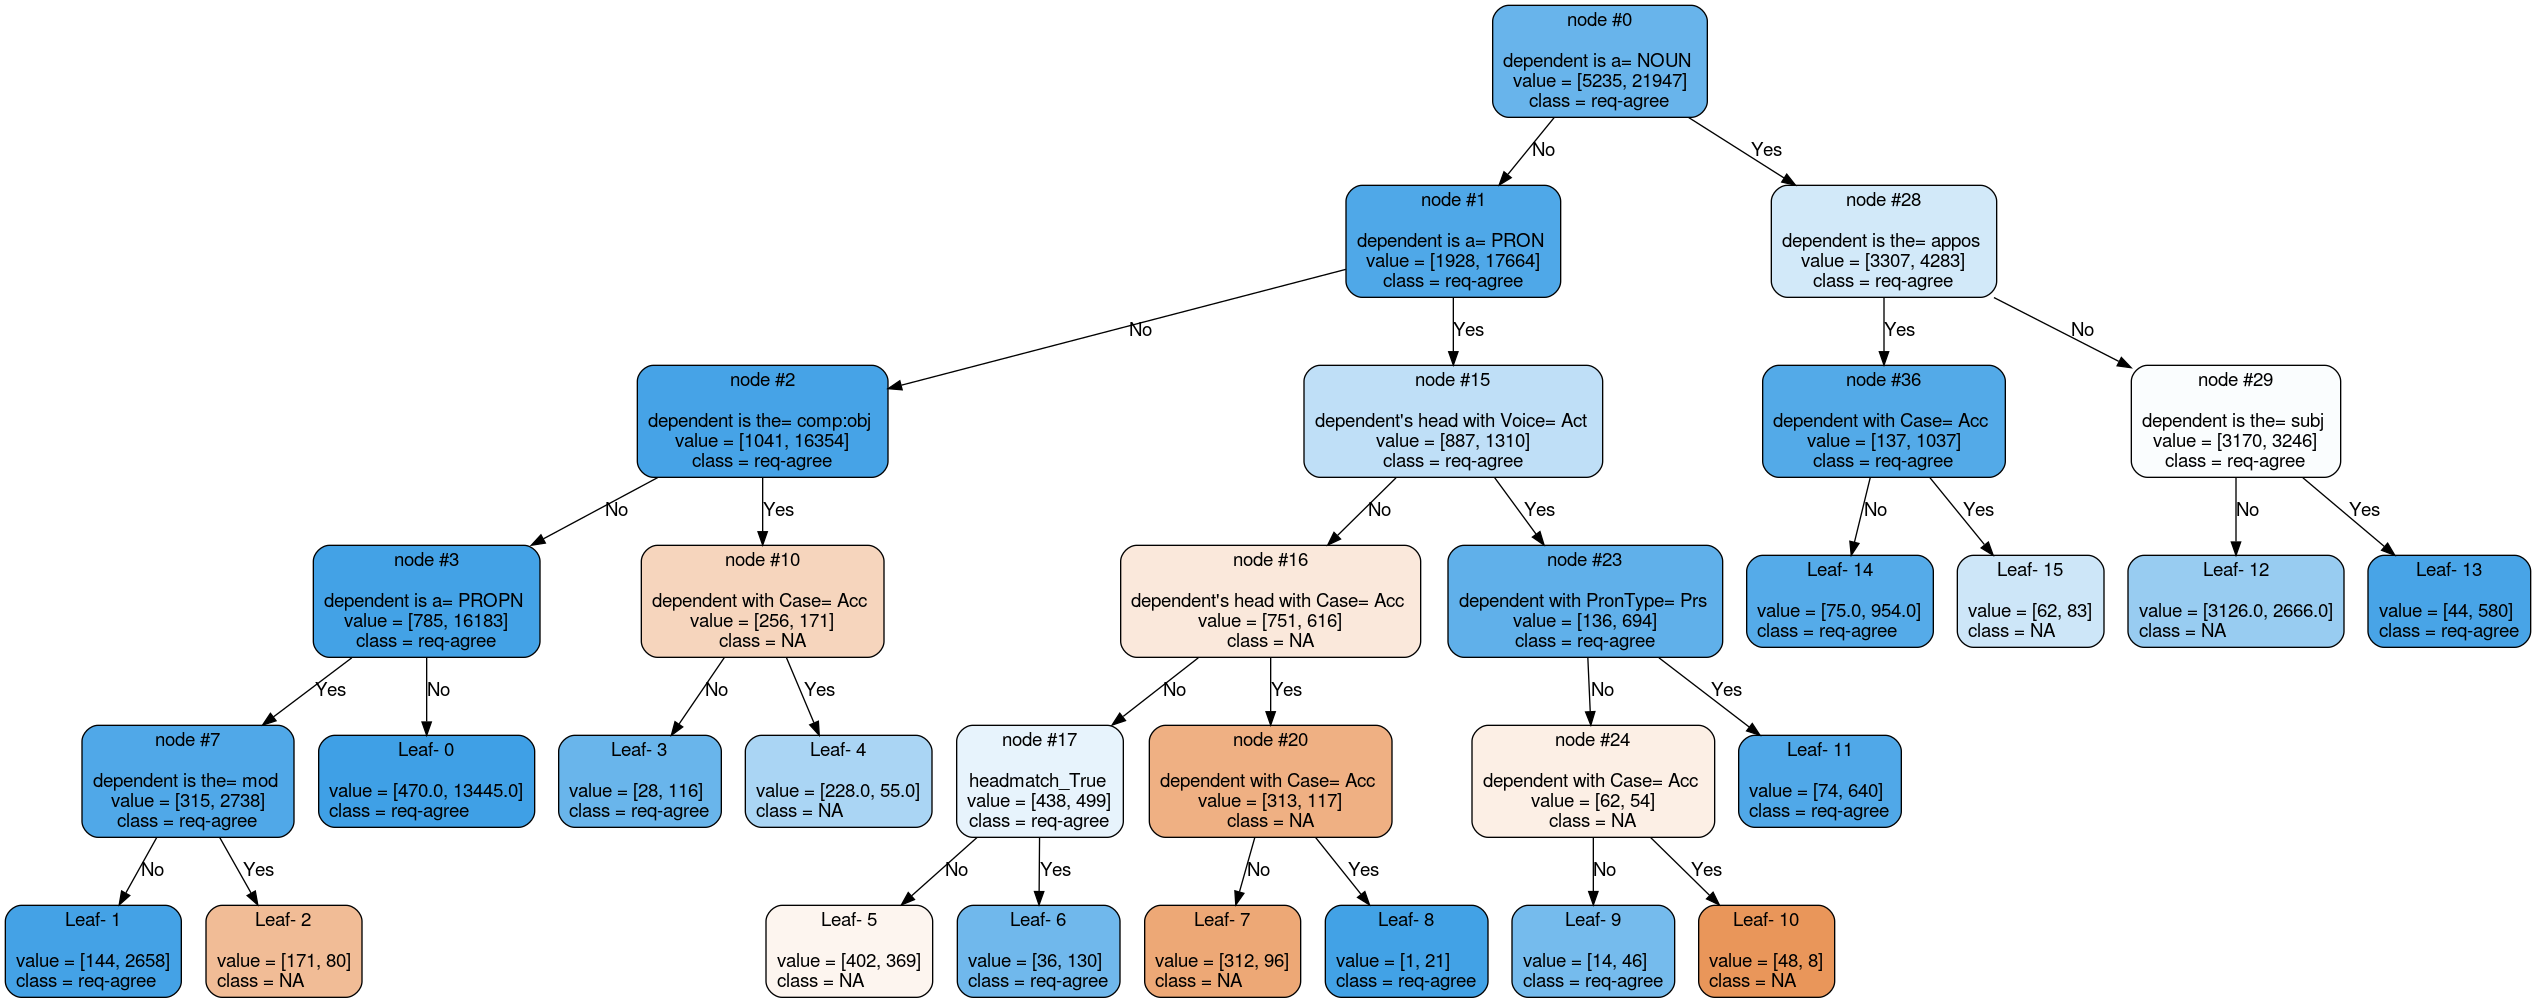 node #0
dependent is a= NOUN
value = [5235, 21947]
class = req-agree
No
Yes
node #1
dependent is a= PRON
value = [1928, 17664]
class = req-agree
node #28
dependent is the= appos
value = [3307, 4283]
class = req-agree
No
Yes
Yes
No
node #2
dependent is the= comp:obj
value = [1041, 16354]
class = req-agree
node #15
dependent's head with Voice= Act
value = [887, 1310]
class = req-agree
node #36
dependent with Case= Acc
value = [137, 1037]
class = req-agree
node #29
dependent is the= subj
value = [3170, 3246]
class = req-agree
No
Yes
No
Yes
No
Yes
No
Yes
node #3
dependent is a= PROPN
value = [785, 16183]
class = req-agree
node #10
dependent with Case= Acc
value = [256, 171]
class = NA
node #16
dependent's head with Case= Acc
value = [751, 616]
class = NA
node #23
dependent with PronType= Prs
value = [136, 694]
class = req-agree
Leaf- 14
value = [75.0, 954.0]
class = req-agree
Leaf- 15
value = [62, 83]
class = NA
Leaf- 12
value = [3126.0, 2666.0]
class = NA
Leaf- 13
value = [44, 580]
class = req-agree
Yes
No
No
Yes
No
Yes
No
Yes
node #7
dependent is the= mod
value = [315, 2738]
class = req-agree
Leaf- 0
value = [470.0, 13445.0]
class = req-agree
Leaf- 3
value = [28, 116]
class = req-agree
Leaf- 4
value = [228.0, 55.0]
class = NA
node #17
headmatch_True
value = [438, 499]
class = req-agree
node #20
dependent with Case= Acc
value = [313, 117]
class = NA
node #24
dependent with Case= Acc
value = [62, 54]
class = NA
Leaf- 11
value = [74, 640]
class = req-agree
No
Yes
No
Yes
No
Yes
No
Yes
Leaf- 1
value = [144, 2658]
class = req-agree
Leaf- 2
value = [171, 80]
class = NA
Leaf- 5
value = [402, 369]
class = NA
Leaf- 6
value = [36, 130]
class = req-agree
Leaf- 7
value = [312, 96]
class = NA
Leaf- 8
value = [1, 21]
class = req-agree
Leaf- 9
value = [14, 46]
class = req-agree
Leaf- 10
value = [48, 8]
class = NA